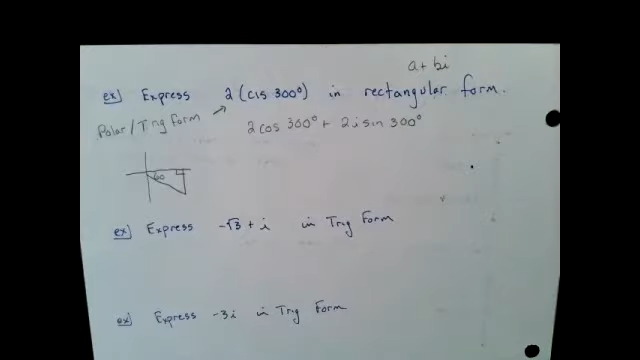 a + bi
ex] Express 2 (cis 300°) in rectangular form.
Polar / Trig form → 2 cos 300° + 2 i sin 300°
60
ex] Express -√3 + i in Trig Form
ex] Express -3i in Trig Form